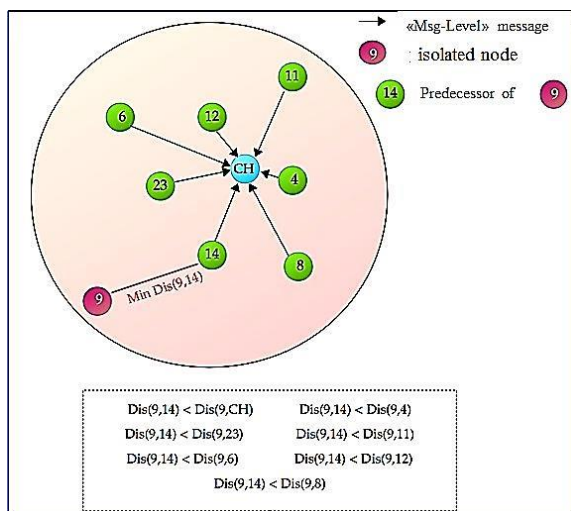 «Msg-Level» message
9 : isolated node
14 Predecessor of 9
11
6
12
CH
4
23
14
8
9
Min Dis(9,14)
Dis(9,14) < Dis(9,CH) Dis(9,14) < Dis(9,4)
Dis(9,14) < Dis(9,23) Dis(9,14) < Dis(9,11)
Dis(9,14) < Dis(9,6) Dis(9,14) < Dis(9,12)
Dis(9,14) < Dis(9,8)